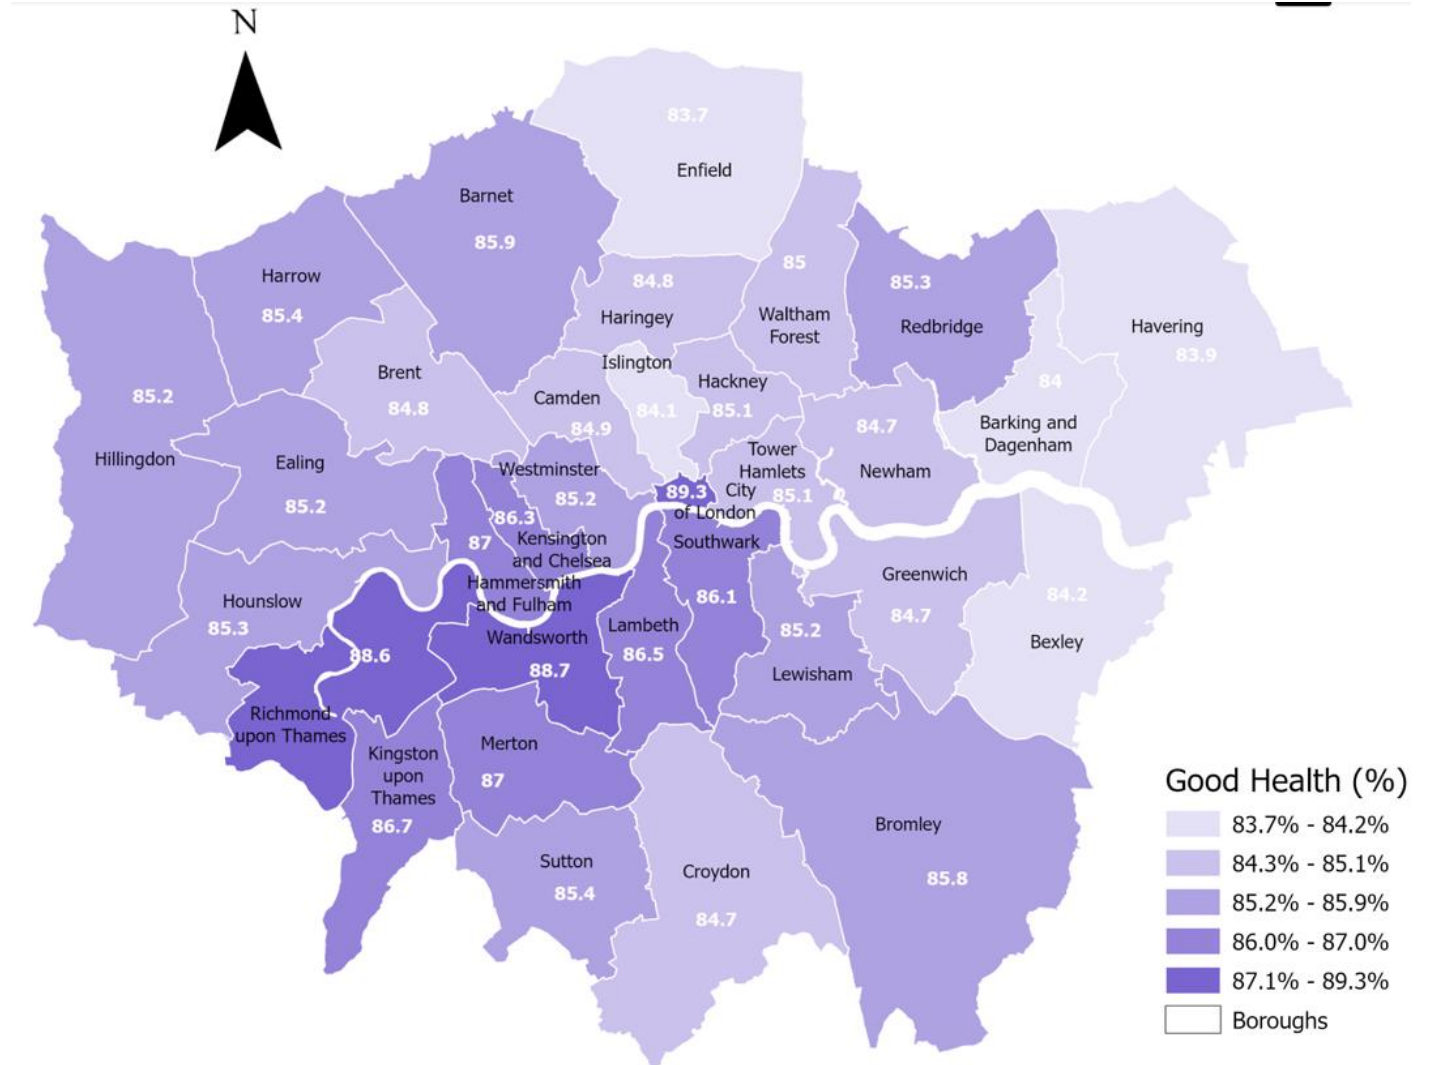 N
83.7
Enfield
Barnet
85.9
Harrow
85.4
84.8
Haringey
85
Waltham
Forest
85.3
Redbridge
Havering
83.9
Brent
84.8
Islington
84.1
Camden
84.9
Hackney
85.1
84
Barking and
Dagenham
85.2
Hillingdon
Ealing
85.2
Westminster
85.2
Tower
Hamlets
85.1
84.7
Newham
89.3
City
of London
86.3
Kensington
and Chelsea
87
Hammersmith
and Fulham
Southwark
86.1
Hounslow
85.3
Greenwich
84.7
84.2
Bexley
88.6
Richmond
upon Thames
Wandsworth
88.7
Lambeth
86.5
85.2
Lewisham
Kingston
upon
Thames
86.7
Merton
87
Sutton
85.4
Croydon
84.7
Bromley
85.8
Good Health (%)
83.7% - 84.2%
84.3% - 85.1%
85.2% - 85.9%
86.0% - 87.0%
87.1% - 89.3%
Boroughs